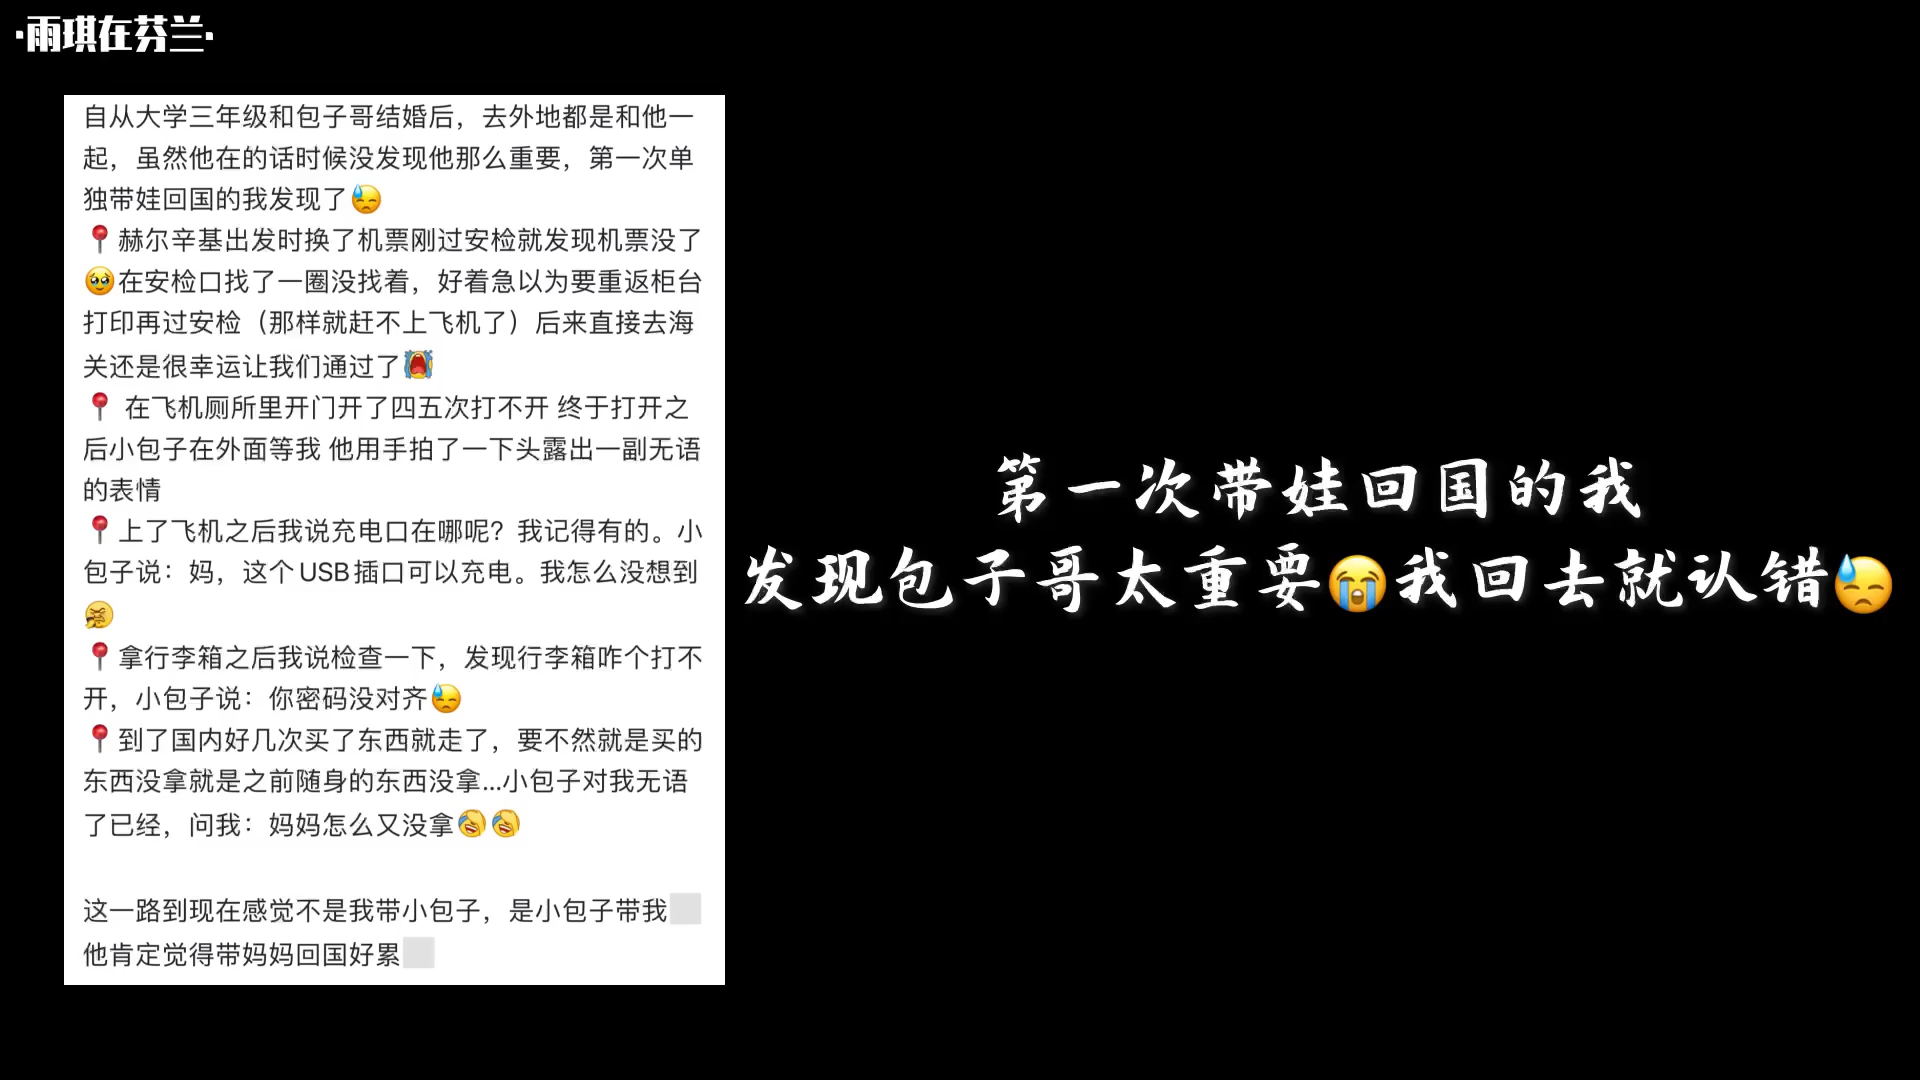 ·雨琪在芬兰·
自从大学三年级和包子哥结婚后，去外地都是和他一
起，虽然他在的话时候没发现他那么重要，第一次单
独带娃回国的我发现了😓
📍赫尔辛基出发时换了机票刚过安检就发现机票没了
🥹在安检口找了一圈没找着，好着急以为要重返柜台
打印再过安检（那样就赶不上飞机了）后来直接去海
关还是很幸运让我们通过了😭
📍 在飞机厕所里开门开了四五次打不开 终于打开之
后小包子在外面等我 他用手拍了一下头露出一副无语
的表情
📍上了飞机之后我说充电口在哪呢？我记得有的。小
包子说：妈，这个USB插口可以充电。我怎么没想到
📍拿行李箱之后我说检查一下，发现行李箱咋个打不
开，小包子说：你密码没对齐😓
📍到了国内好几次买了东西就走了，要不然就是买的
东西没拿就是之前随身的东西没拿...小包子对我无语
了已经，问我：妈妈怎么又没拿
这一路到现在感觉不是我带小包子，是小包子带我
他肯定觉得带妈妈回国好累
第一次带娃回国的我
发现包子哥太重要😭我回去就认错😓